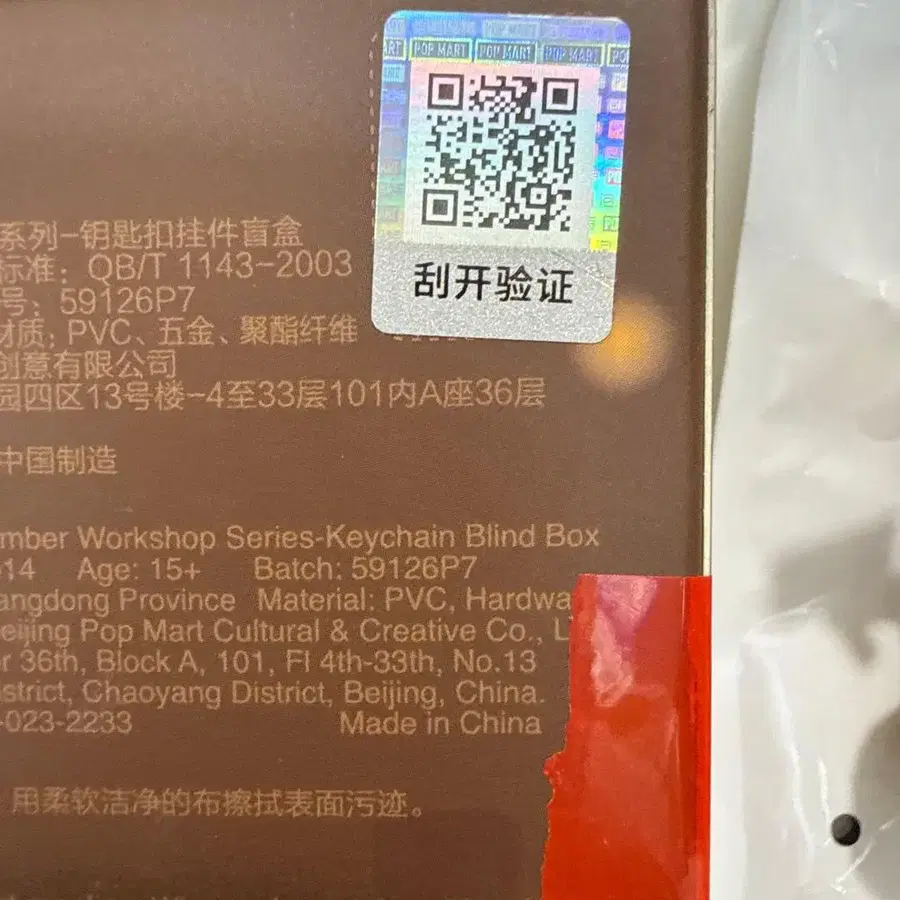 POP MART POP MART POP MART
刮开验证
系列-钥匙扣挂件盲盒
标准：QB/T 1143-2003
号：59126P7
材质：PVC、五金、聚酯纤维
创意有限公司
园四区13号楼-4至33层101内A座36层
中国制造
mber Workshop Series-Keychain Blind Box
14 Age: 15+ Batch: 59126P7
angdong Province Material: PVC, Hardwa
eijing Pop Mart Cultural & Creative Co., L
r 36th, Block A, 101, Fl 4th-33th, No.13
istrict, Chaoyang District, Beijing, China.
-023-2233 Made in China
用柔软洁净的布擦拭表面污迹。